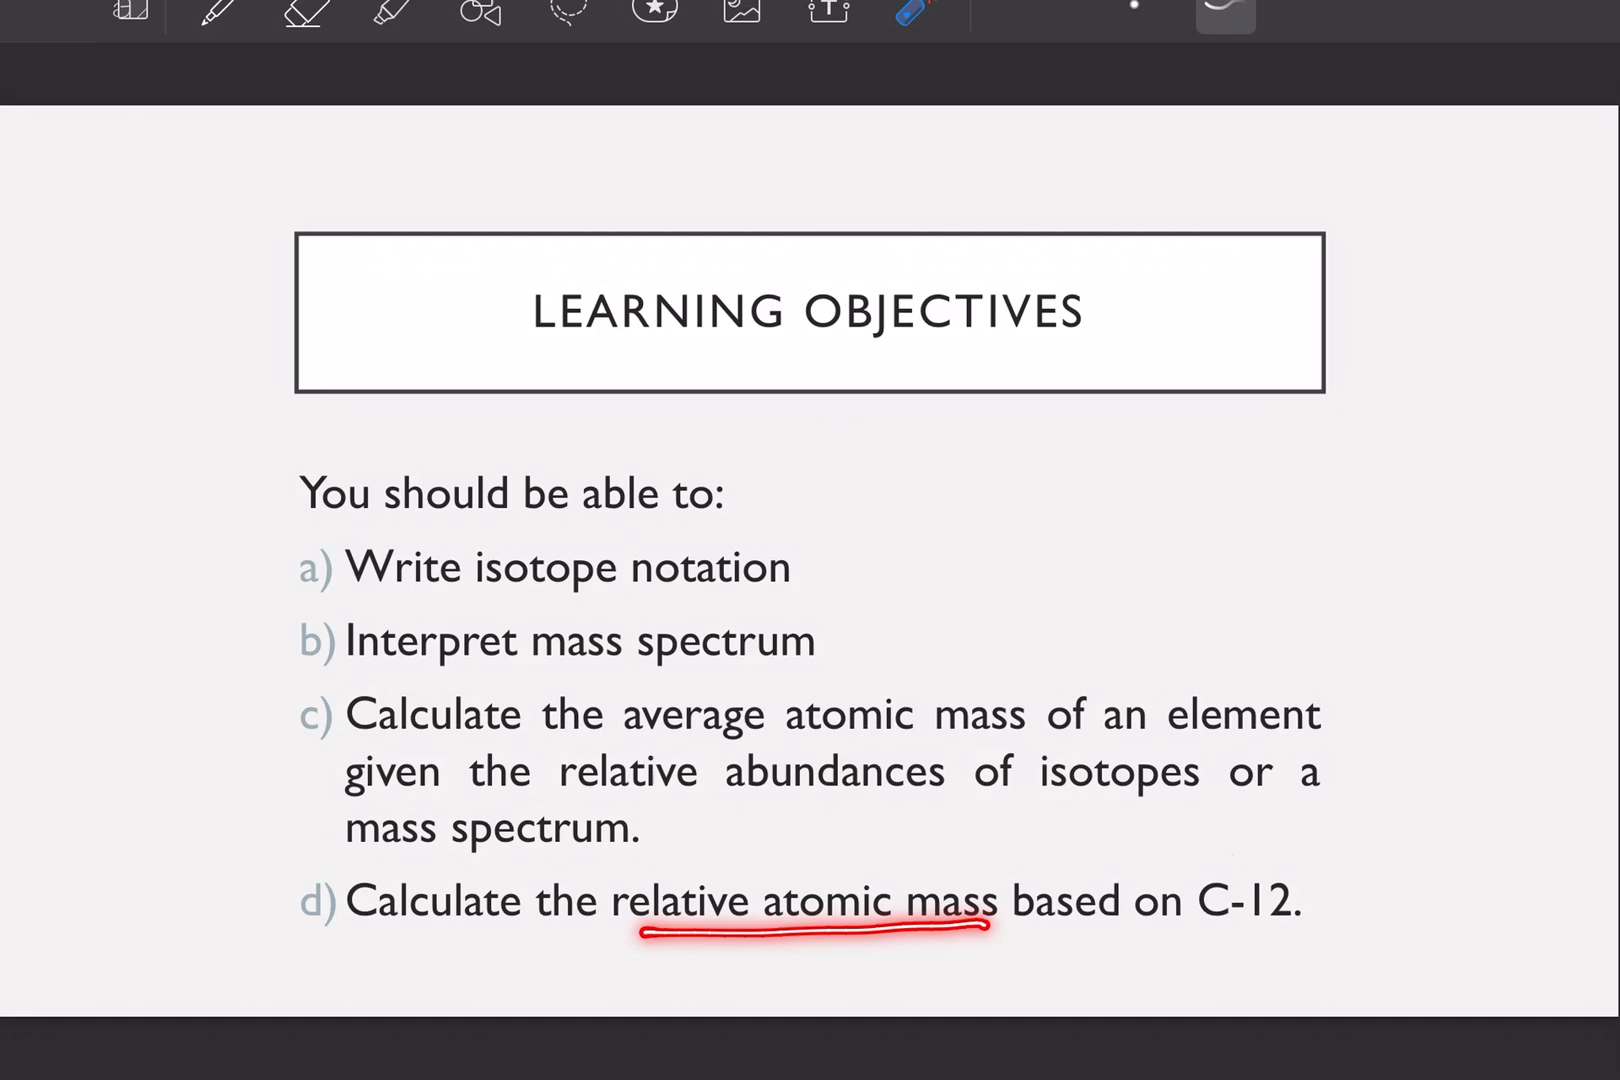 LEARNING OBJECTIVES
You should be able to:
a) Write isotope notation
b) Interpret mass spectrum
c) Calculate the average atomic mass of an element
given the relative abundances of isotopes or a
mass spectrum.
d) Calculate the relative atomic mass based on C-12.